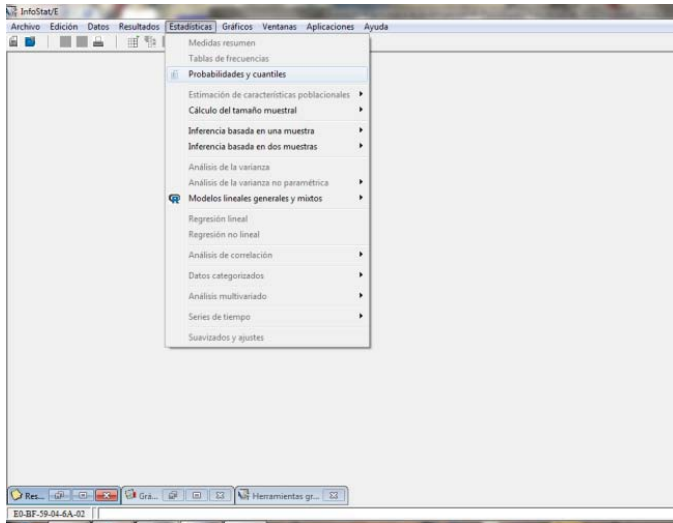 InfoStat/E
Archivo Edición Datos Resultados Estadísticas Gráficos Ventanas Aplicaciones Ayuda
Medidas resumen
Tablas de frecuencias
Probabilidades y cuantiles
Estimación de características poblacionales
Cálculo del tamaño muestral
Inferencia basada en una muestra
Inferencia basada en dos muestras
Análisis de la varianza
Análisis de la varianza no paramétrica
Modelos lineales generales y mixtos
Regresión lineal
Regresión no lineal
Análisis de correlación
Datos categorizados
Análisis multivariado
Series de tiempo
Suavizados y ajustes
Res... Grá... Herramientas gr...
E0-BF-59-04-6A-02